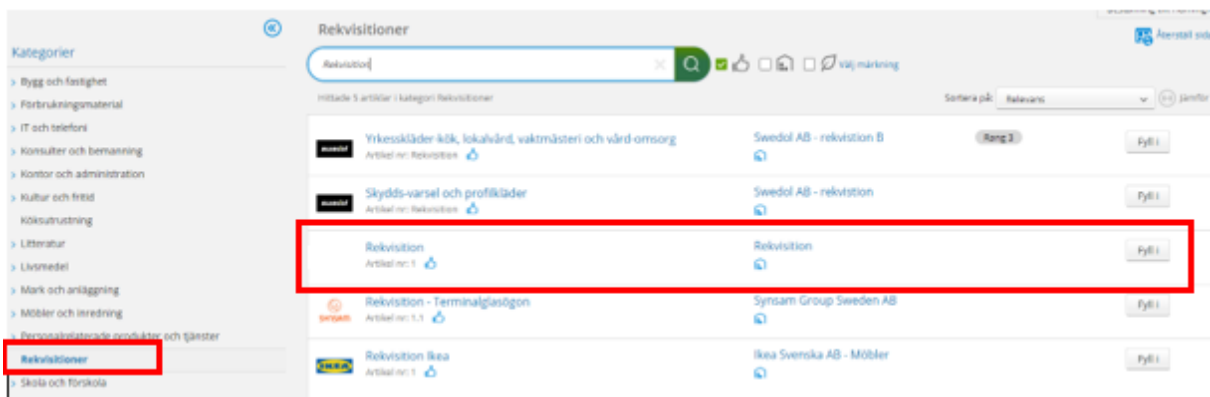 Rekvisitioner
Återställ sida
Kategorier
Rekvisition
Välj märkning
Hittade 5 artiklar i kategori Rekvisitioner
Sortera på: Relevans
Jämför
Bygg och fastighet
Förbrukningsmaterial
IT och telefoni
Konsulter och bemanning
Kontor och administration
Kultur och fritid
Köksutrustning
Litteratur
Livsmedel
Mark och anläggning
Möbler och inredning
Personalrelaterade produkter och tjänster
Rekvisitioner
Skola och förskola
Yrkesskläder-kök, lokalvård, vaktmästeri och vård-omsorg
Swedol AB - rekvistion B
Rang 3
Fyll i
Artikel nr: Rekvisition
Skydds-varsel och profilkläder
Swedol AB - rekvistion
Fyll i
Artikel nr: Rekvisition
Rekvisition
Rekvisition
Fyll i
Artikel nr: 1
Rekvisition - Terminalglasögon
Synsam Group Sweden AB
Fyll i
synsam
Artikel nr: 1.1
Rekvisition Ikea
Ikea Svenska AB - Möbler
Fyll i
IKEA
Artikel nr: 1